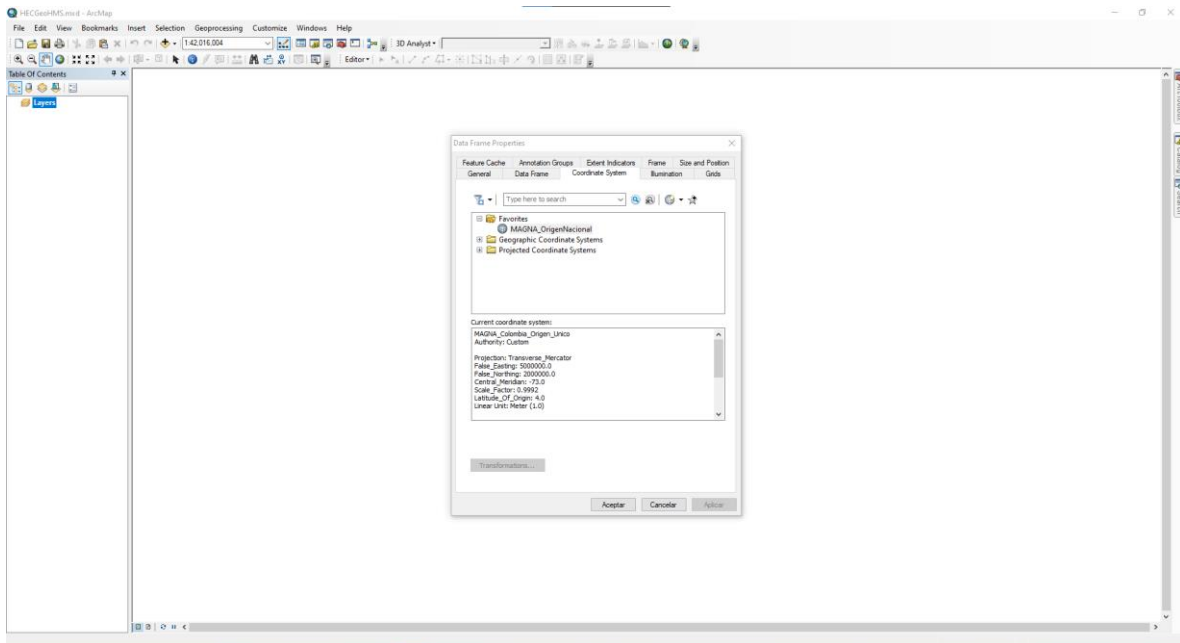 HECGeoHMS.mxd - ArcMap
File Edit View Bookmarks Insert Selection Geoprocessing Customize Windows Help
1:42,016,004
3D Analyst
Editor
Table Of Contents
Layers
Data Frame Properties
Feature Cache Annotation Groups Extent Indicators Frame Size and Position
General Data Frame Coordinate System Illumination Grids
Type here to search
Favorites
MAGNA_OrigenNacional
Geographic Coordinate Systems
Projected Coordinate Systems
Current coordinate system:
MAGNA_Colombia_Origen_Unico
Authority: Custom
Projection: Transverse_Mercator
False_Easting: 5000000.0
False_Northing: 2000000.0
Central_Meridian: -73.0
Scale_Factor: 0.9992
Latitude_Of_Origin: 4.0
Linear Unit: Meter (1.0)
Transformations...
Aceptar Cancelar Aplicar
Catalog
Search